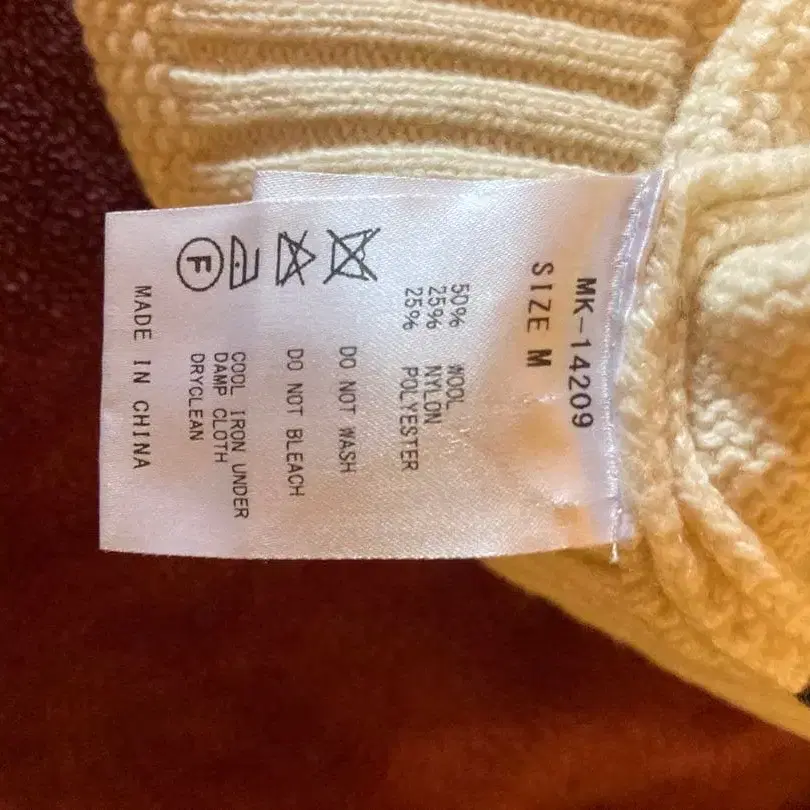 MK-14209
SIZE M
50% WOOL
25% NYLON
25% POLYESTER
DO NOT WASH
DO NOT BLEACH
COOL IRON UNDER
DAMP CLOTH
F
DRYCLEAN
MADE IN CHINA